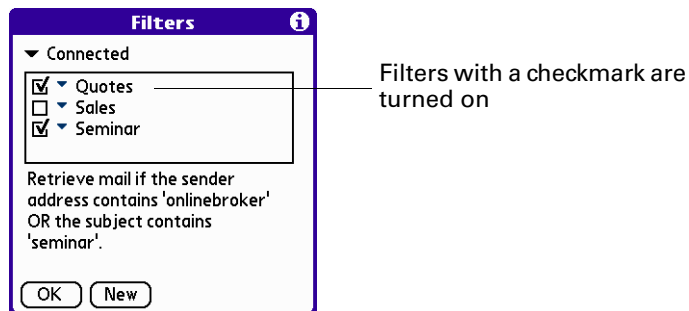 Filters
Connected
Quotes
Sales
Seminar
Retrieve mail if the sender
address contains 'onlinebroker'
OR the subject contains
'seminar'.
OK New
Filters with a checkmark are
turned on